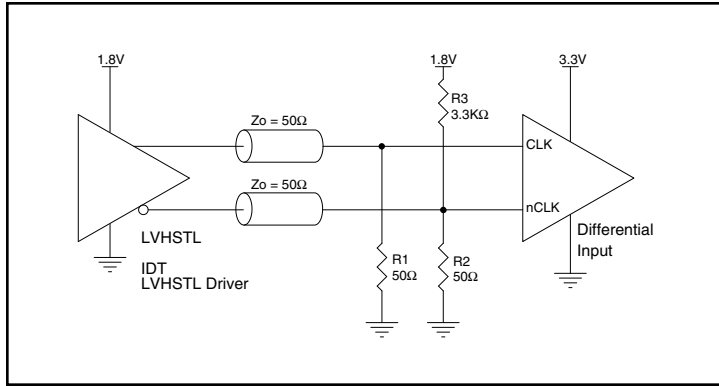 1.8V
1.8V
3.3V
R3
3.3KΩ
Zo = 50Ω
CLK
Zo = 50Ω
nCLK
LVHSTL
IDT
LVHSTL Driver
R1
50Ω
R2
50Ω
Differential
Input